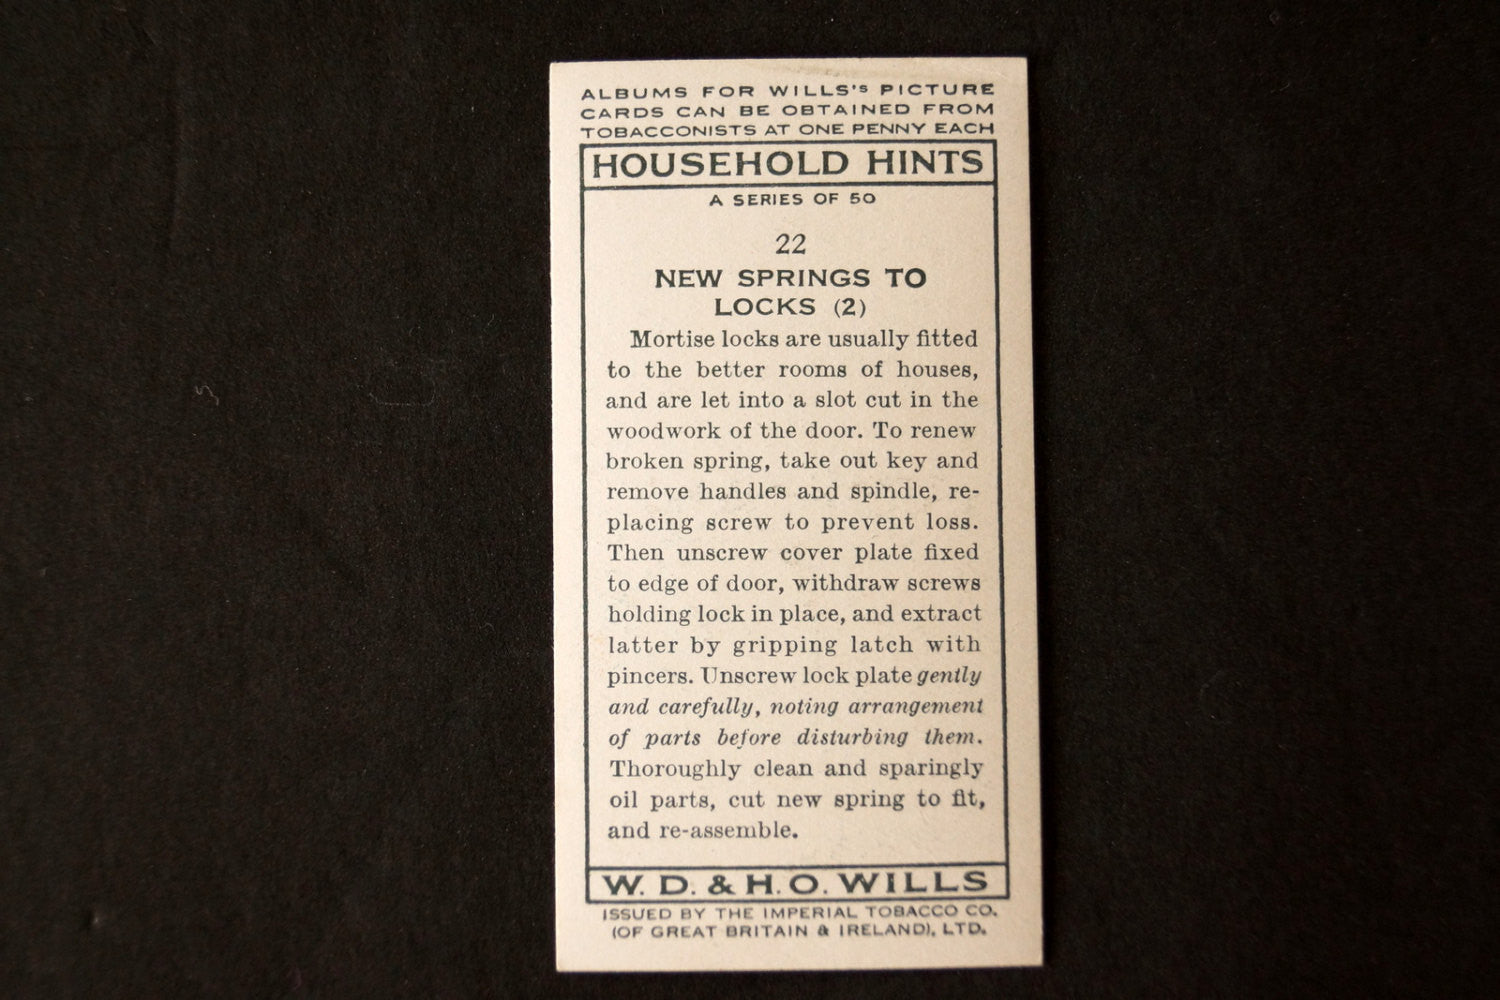 ALBUMS FOR WILLS'S PICTURE
CARDS CAN BE OBTAINED FROM
TOBACCONISTS AT ONE PENNY EACH
HOUSEHOLD HINTS
A SERIES OF 50
22
NEW SPRINGS TO
LOCKS (2)
Mortise locks are usually fitted
to the better rooms of houses,
and are let into a slot cut in the
woodwork of the door. To renew
broken spring, take out key and
remove handles and spindle, re-
placing screw to prevent loss.
Then unscrew cover plate fixed
to edge of door, withdraw screws
holding lock in place, and extract
latter by gripping latch with
pincers. Unscrew lock plate gently
and carefully, noting arrangement
of parts before disturbing them.
Thoroughly clean and sparingly
oil parts, cut new spring to fit,
and re-assemble.
W. D. & H. O. WILLS
ISSUED BY THE IMPERIAL TOBACCO CO.
(OF GREAT BRITAIN & IRELAND), LTD.